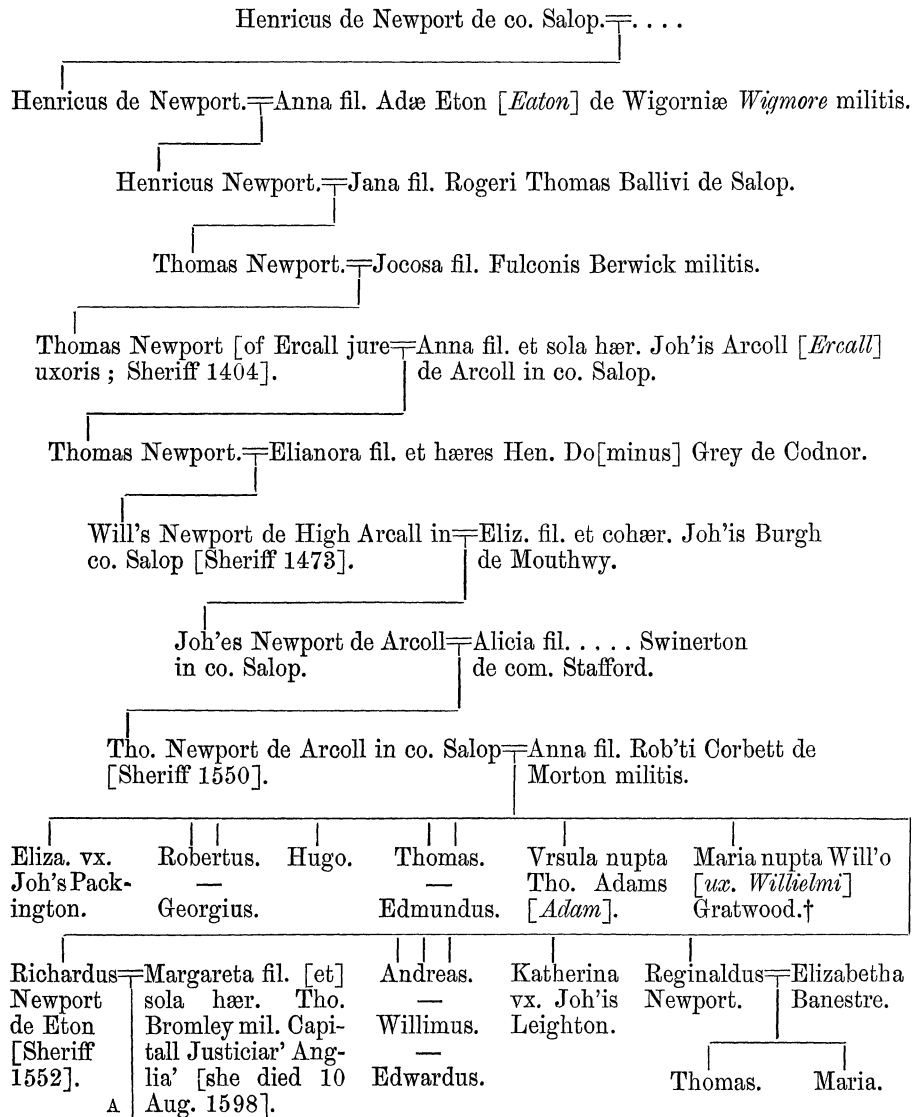 Henricus de Newport de co. Salop.=. . . .
Henricus de Newport.=Anna fil. Adæ Eton [Eaton] de Wigorniæ Wigmore militis.
Henricus Newport.=Jana fil. Rogeri Thomas Ballivi de Salop.
Thomas Newport.=Jocosa fil. Fulconis Berwick militis.
Thomas Newport [of Ercall jure=Anna fil. et sola hær. Joh'is Arcoll [Ercall]
uxoris ; Sheriff 1404]. de Arcoll in co. Salop.
Thomas Newport.=Elianora fil. et hæres Hen. Do[minus] Grey de Codnor.
Will's Newport de High Arcall in=Eliz. fil. et cohær. Joh'is Burgh
co. Salop [Sheriff 1473]. de Mouthwy.
Joh'es Newport de Arcoll=Alicia fil. . . . . Swinerton
in co. Salop. de com. Stafford.
Tho. Newport de Arcoll in co. Salop=Anna fil. Rob'ti Corbett de
[Sheriff 1550]. Morton militis.
Eliza. vx.
Joh's Pack-
ington.
Robertus.
—
Georgius.
Hugo.
Thomas.
—
Edmundus.
Vrsula nupta
Tho. Adams
[Adam].
Maria nupta Will'o
[ux. Willielmi]
Gratwood.†
Richardus=
Newport
de Eton
[Sheriff
1552].
Margareta fil. [et]
sola hær. Tho.
Bromley mil. Capi-
tall Justiciar' Ang-
lia' [she died 10
Aug. 1598].
A
Andreas.
—
Willimus.
—
Edwardus.
Katherina
vx. Joh'is
Leighton.
Reginaldus=Elizabetha
Newport. Banestre.
Thomas. Maria.